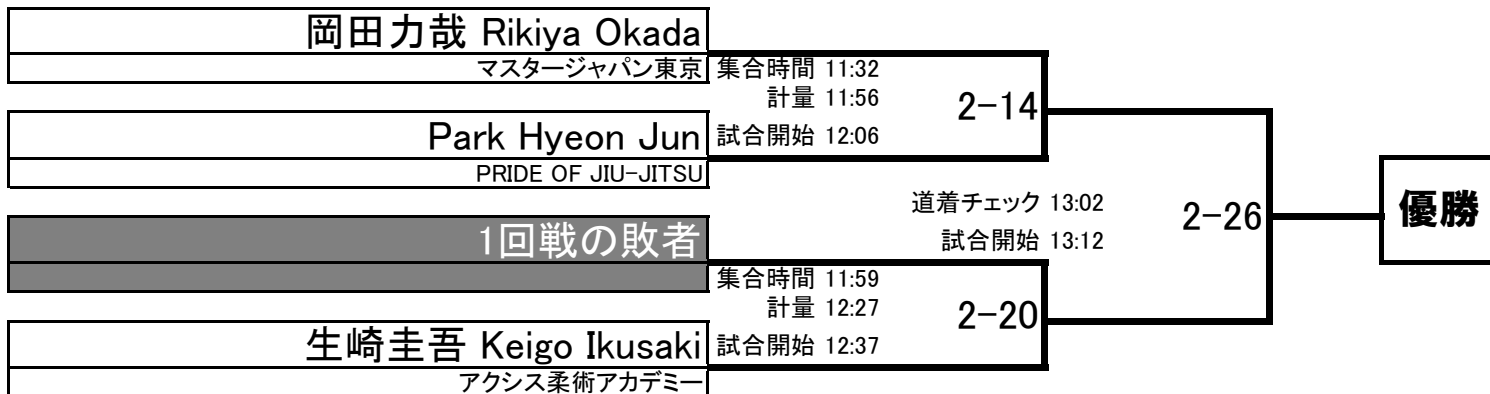 岡田力哉 Rikiya Okada
マスタージャパン東京
集合時間 11:32
計量 11:56
2-14
Park Hyeon Jun
試合開始 12:06
PRIDE OF JIU-JITSU
道着チェック 13:02
2-26
優勝
1回戦の敗者
試合開始 13:12
集合時間 11:59
計量 12:27
2-20
生崎圭吾 Keigo Ikusaki
試合開始 12:37
アクシス柔術アカデミー